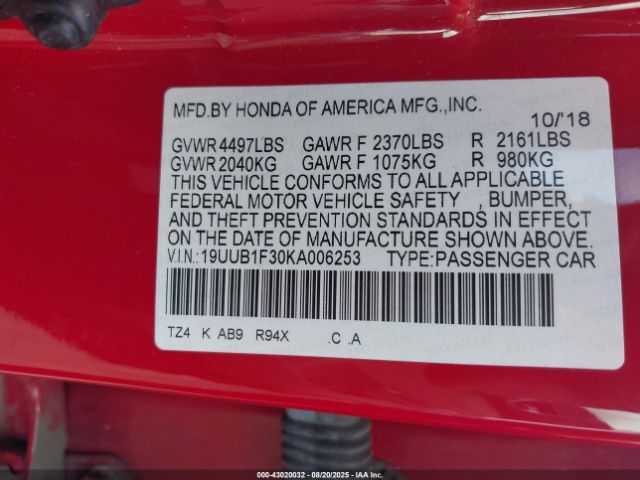 MFD.BY HONDA OF AMERICA MFG.,INC.
10/'18
GVWR 4497LBS GAWR F 2370LBS R 2161LBS
GVWR 2040KG GAWR F 1075KG R 980KG
THIS VEHICLE CONFORMS TO ALL APPLICABLE
FEDERAL MOTOR VEHICLE SAFETY , BUMPER,
AND THEFT PREVENTION STANDARDS IN EFFECT
ON THE DATE OF MANUFACTURE SHOWN ABOVE.
V.I.N.: 19UUB1F30KA006253 TYPE:PASSENGER CAR
TZ4 K AB9 R94X .C .A
000-43020032 - 08/20/2025 - IAAI.COM